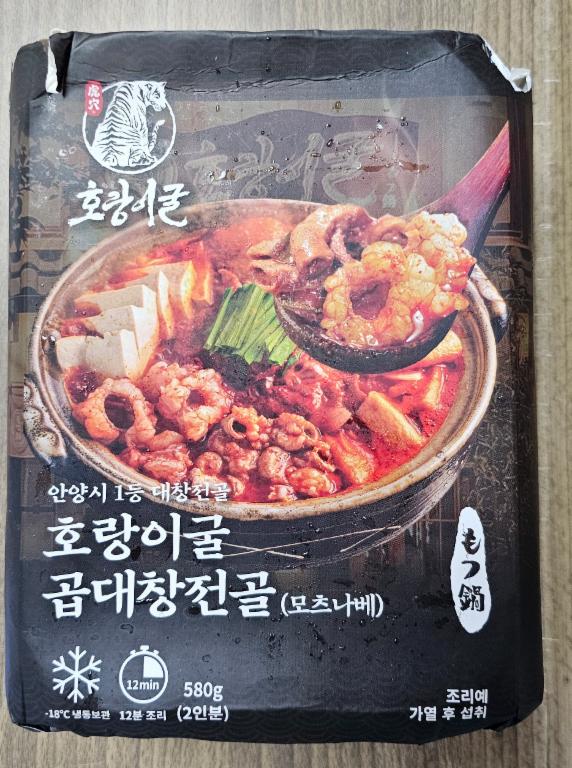 虎穴
호랑이굴
안양시 1등 대창전골
호랑이굴
곱대창전골 (모츠나베)
もつ鍋
12min
580g
-18℃ 냉동보관
12분 조리
(2인분)
조리예
가열 후 섭취